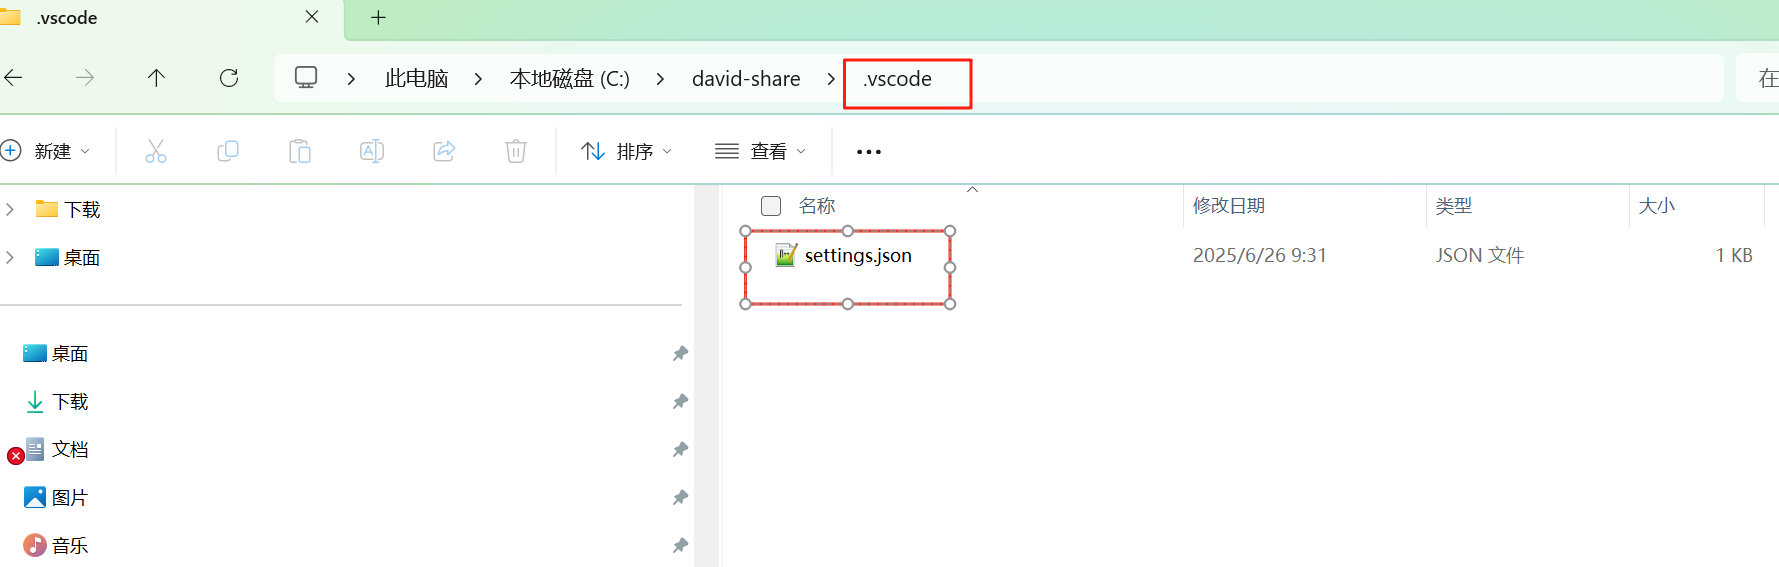 .vscode
此电脑 本地磁盘 (C:) david-share .vscode 在
新建 排序 查看
下载
桌面
名称 修改日期 类型 大小
settings.json 2025/6/26 9:31 JSON 文件 1 KB
桌面
下载
文档
图片
音乐